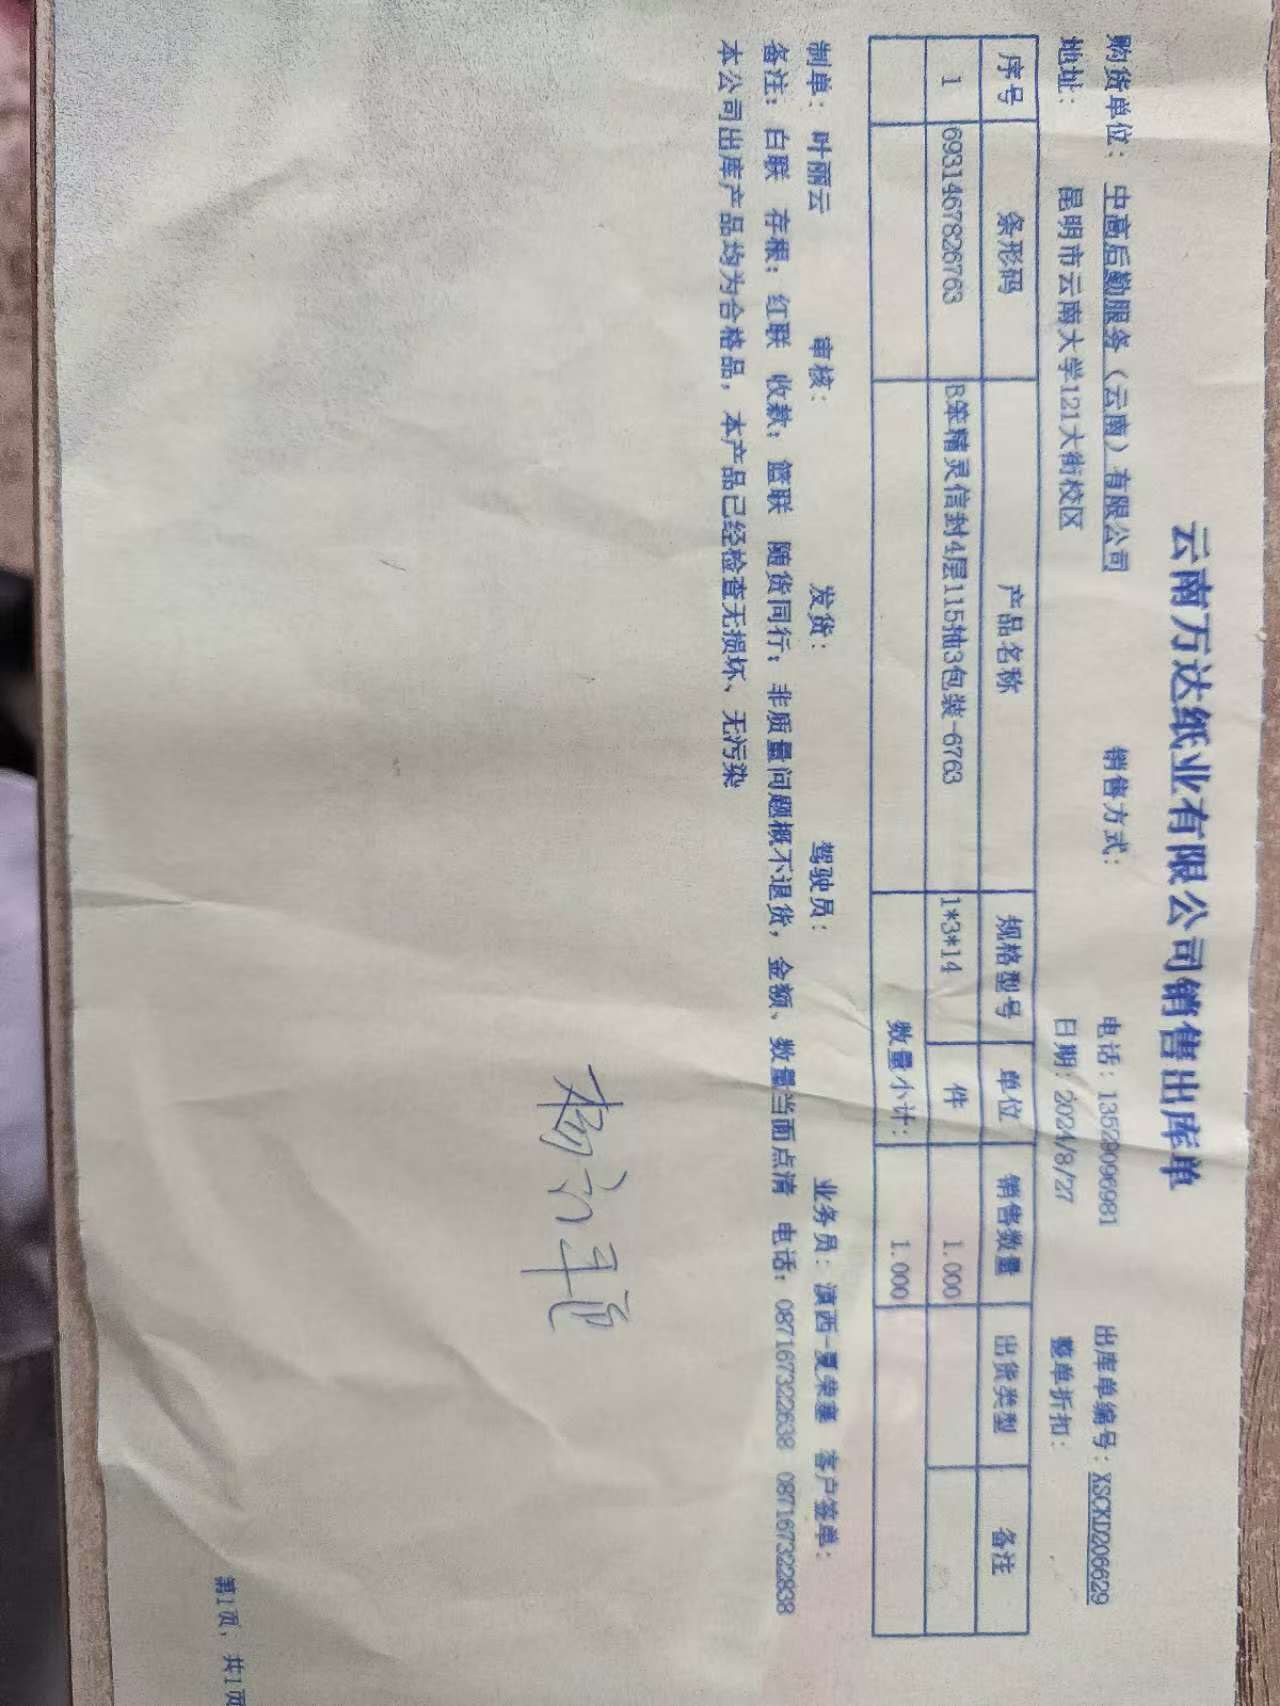 云南万达纸业有限公司销售出库单
购货单位： 中高后勤服务（云南）有限公司 销售方式： 电话：13529096981 出库单编号：XSCKD206629
地址： 昆明市云南大学121大街校区 日期：2024/8/27 整单折扣：
序号 条形码 产品名称 规格型号 单位 销售数量 出货类型 备注
1 6931467826763 B笨精灵信封4层115抽3包装-6763 1*3*14 件 1.000
数量小计： 1.000
制单： 叶丽云 审核： 发货： 驾驶员： 业务员：滇西-夏荣 客户签单：
备注：白联 存根；红联 收款；篮联 随货同行；非质量问题概不退货，金额、数量当面点清 电话：087167322638 087167322838
本公司出库产品均为合格品，本产品已经检查无损坏、无污染
第1页，共1页